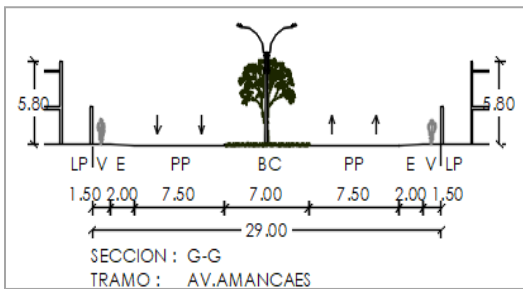 5.80 5.80
LP V E PP BC PP E V LP
1.50 2.00 7.50 7.00 7.50 2.00 1.50
29.00
SECCION : G-G
TRAMO : AV.AMANCAES